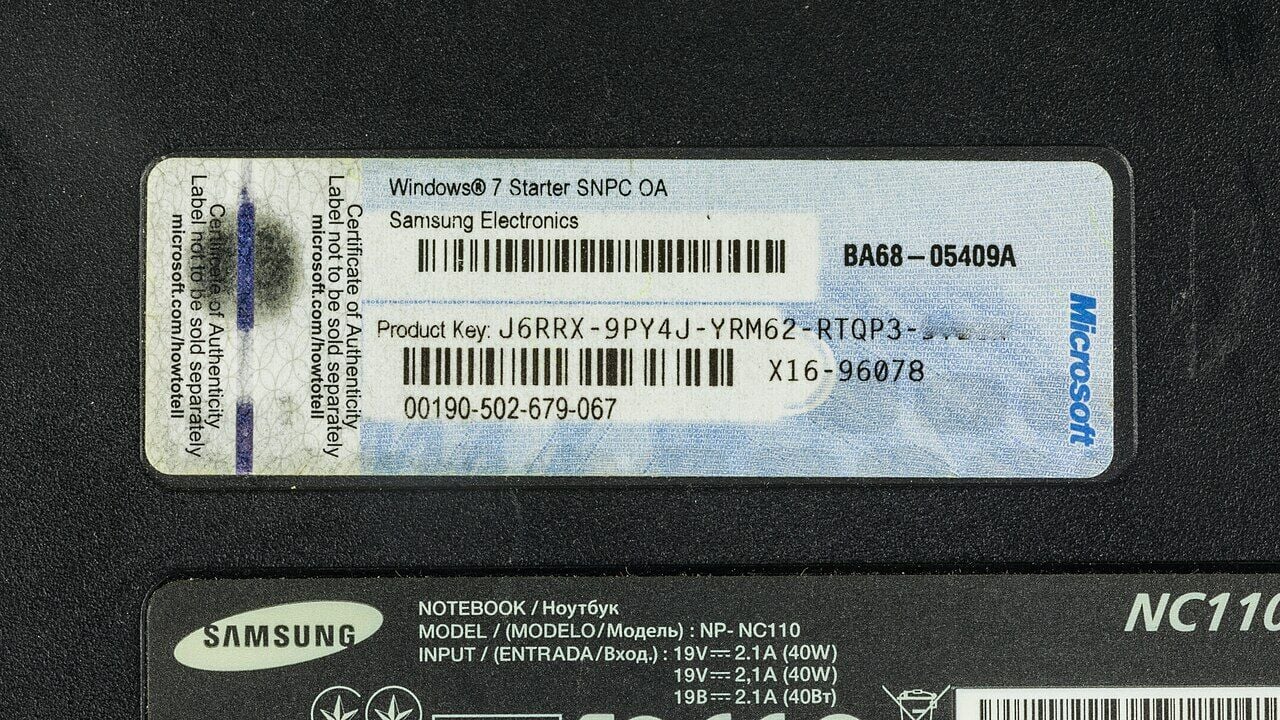 Certificate of Authenticity
Label not to be sold separately
microsoft.com/howtotell
Certificate of Authenticity
Label not to be sold separately
microsoft.com/howtotell
Windows® 7 Starter SNPC OA
Samsung Electronics
BA68-05409A
Product Key: J6RRX-9PY4J-YRM62-RTQP3-
X16-96078
00190-502-679-067
Microsoft
SAMSUNG
NOTEBOOK / Ноутбук
MODEL / (MODELO/Модель) : NP- NC110
INPUT / (ENTRADA/Вход.) : 19V⎓2.1A (40W)
19V⎓2,1A (40W)
19B⎓2.1A (40Вт)
NC110